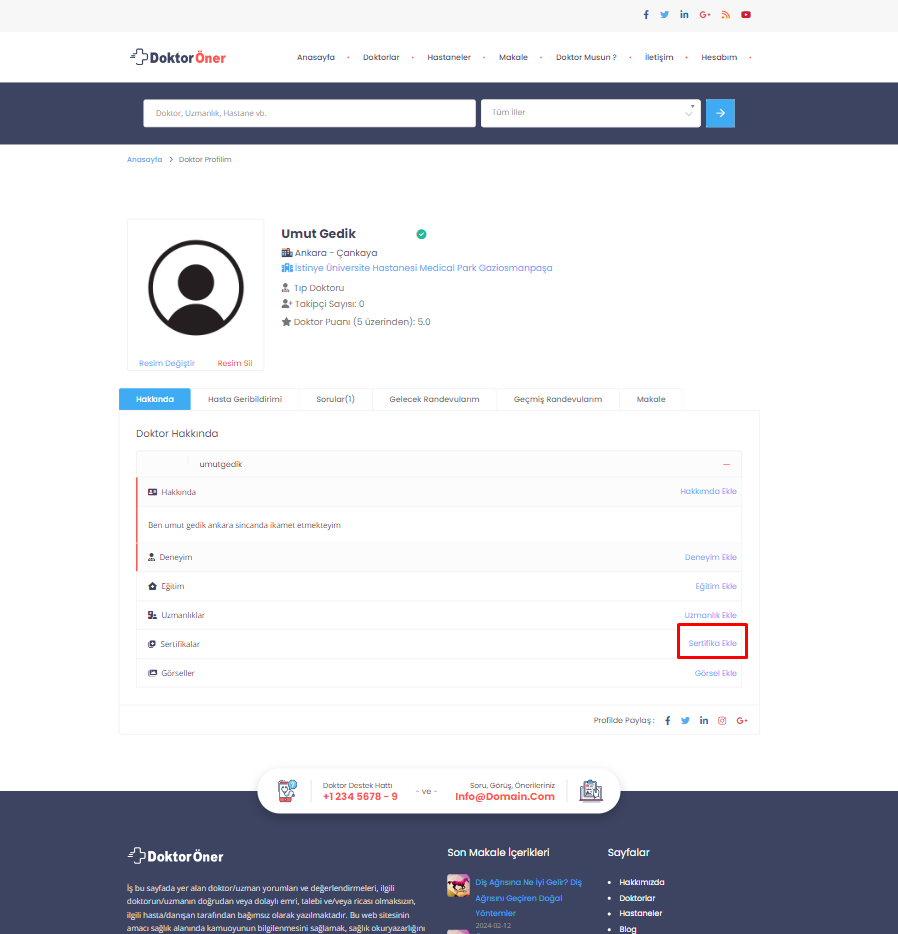 DoktorÖner
Anasayfa • Doktorlar • Hastaneler • Makale • Doktor Musun ? • İletişim • Hesabım •
Doktor, Uzmanlık, Hastane vb. Tüm İller
Anasayfa > Doktor Profilim
Umut Gedik
Ankara - Çankaya
İstinye Üniversite Hastanesi Medical Park Gaziosmanpaşa
Tıp Doktoru
Takipçi Sayısı: 0
Doktor Puanı (5 üzerinden): 5.0
Resim Değiştir Resim Sil
Hakkında Hasta Geribildirimi Sorular(1) Gelecek Randevularım Geçmiş Randevularım Makale
Doktor Hakkında
umutgedik
Hakkında Hakkımda Ekle
Ben umut gedik ankara sincanda ikamet etmekteyim
Deneyim Deneyim Ekle
Eğitim Eğitim Ekle
Uzmanlıklar Uzmanlık Ekle
Sertifikalar Sertifika Ekle
Görseller Görsel Ekle
Profilde Paylaş :
Doktor Destek Hattı
+1 234 5678 - 9
- ve -
Soru, Görüş, Önerileriniz
Info@Domain.Com
DoktorÖner
İş bu sayfada yer alan doktor/uzman yorumları ve değerlendirmeleri, ilgili
doktorun/uzmanın doğrudan veya dolaylı emri, talebi ve/veya ricası olmaksızın,
ilgili hasta/danışan tarafından bağımsız olarak yazılmaktadır. Bu web sitesinin
amacı sağlık alanında kamuoyunun bilgilenmesini sağlamak, sağlık okuryazarlığını
Son Makale İçerikleri
Diş Ağrısına Ne İyi Gelir? Diş
Ağrısını Geçiren Doğal
Yöntemler
2024-02-12
Sayfalar
• Hakkımızda
• Doktorlar
• Hastaneler
• Blog